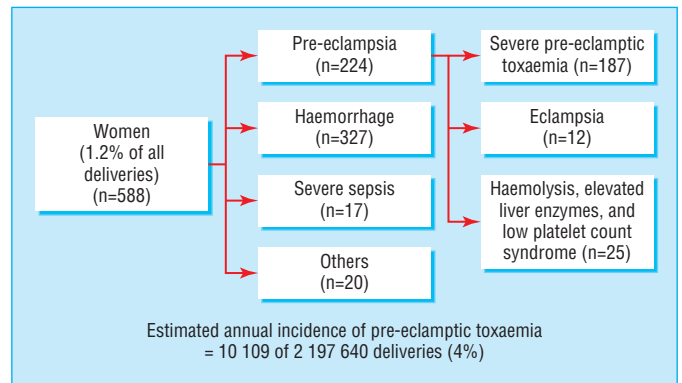 Women
(1.2% of all
deliveries)
(n=588)
Pre-eclampsia
(n=224)
Haemorrhage
(n=327)
Severe sepsis
(n=17)
Others
(n=20)
Severe pre-eclamptic
toxaemia (n=187)
Eclampsia
(n=12)
Haemolysis, elevated
liver enzymes, and
low platelet count
syndrome (n=25)
Estimated annual incidence of pre-eclamptic toxaemia
= 10 109 of 2 197 640 deliveries (4%)